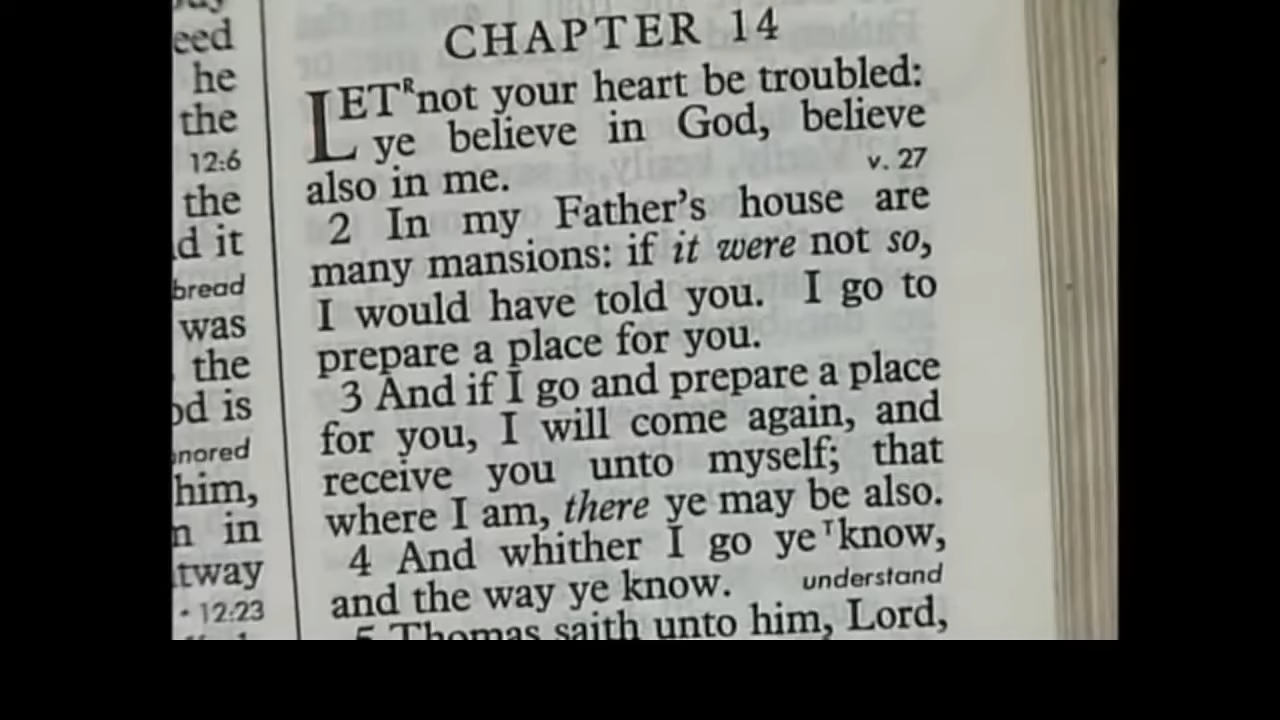 eed
he
the
12:6
the
d it
bread
was
the
od is
nored
him,
n in
tway
- 12:23
CHAPTER 14
LET R not your heart be troubled:
ye believe in God, believe
also in me. v. 27
2 In my Father's house are
many mansions: if it were not so,
I would have told you. I go to
prepare a place for you.
3 And if I go and prepare a place
for you, I will come again, and
receive you unto myself; that
where I am, there ye may be also.
4 And whither I go ye T know,
and the way ye know. understand
5 Thomas saith unto him, Lord,